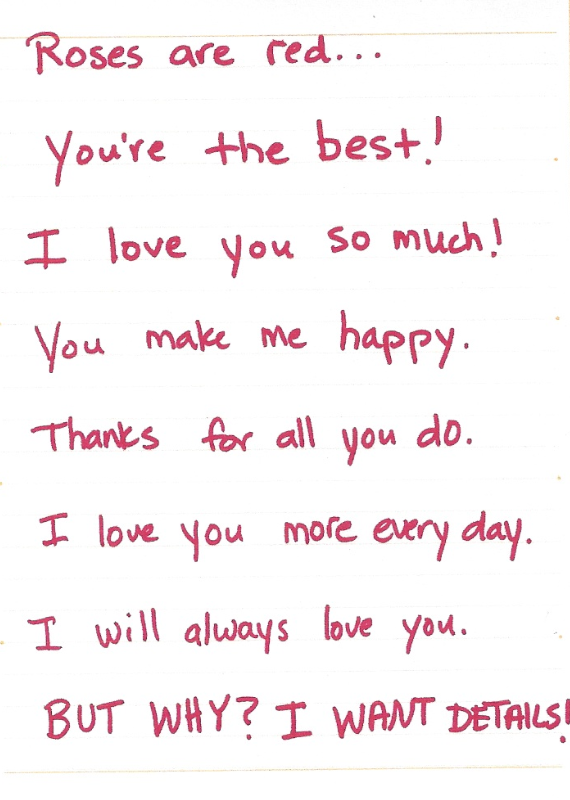 Roses are red...
You're the best!
I love you so much!
You make me happy.
Thanks for all you do.
I love you more every day.
I will always love you.
BUT WHY? I WANT DETAILS!